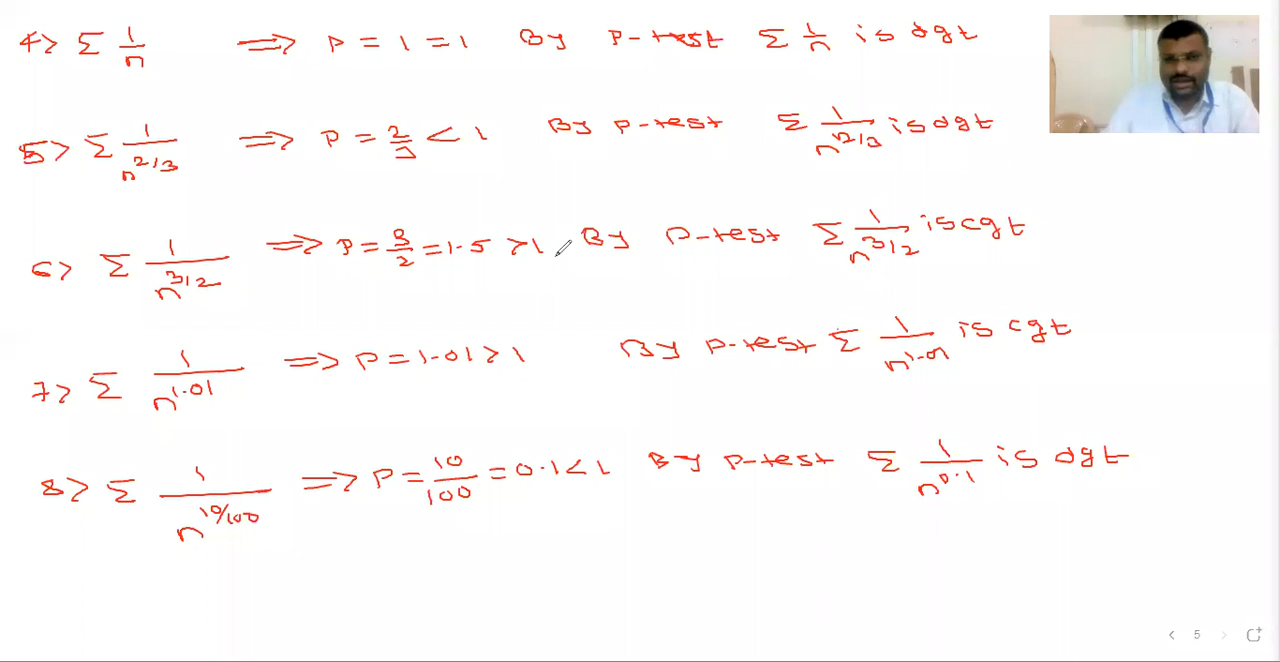 4> Σ 1/n ⟹ P = 1 = 1 By P-test Σ 1/n is dgt
5> Σ 1/n^2/3 ⟹ P = 2/3 < 1 By P-test Σ 1/n^2/3 is dgt
6> Σ 1/n^3/2 ⟹ P = 3/2 = 1.5 > 1 By P-test Σ 1/n^3/2 is cgt
7> Σ 1/n^1.01 ⟹ P = 1.01 > 1 By P-test Σ 1/n^1.01 is cgt
8> Σ 1/n^10/100 ⟹ P = 10/100 = 0.1 < 1 By P-test Σ 1/n^0.1 is dgt
5